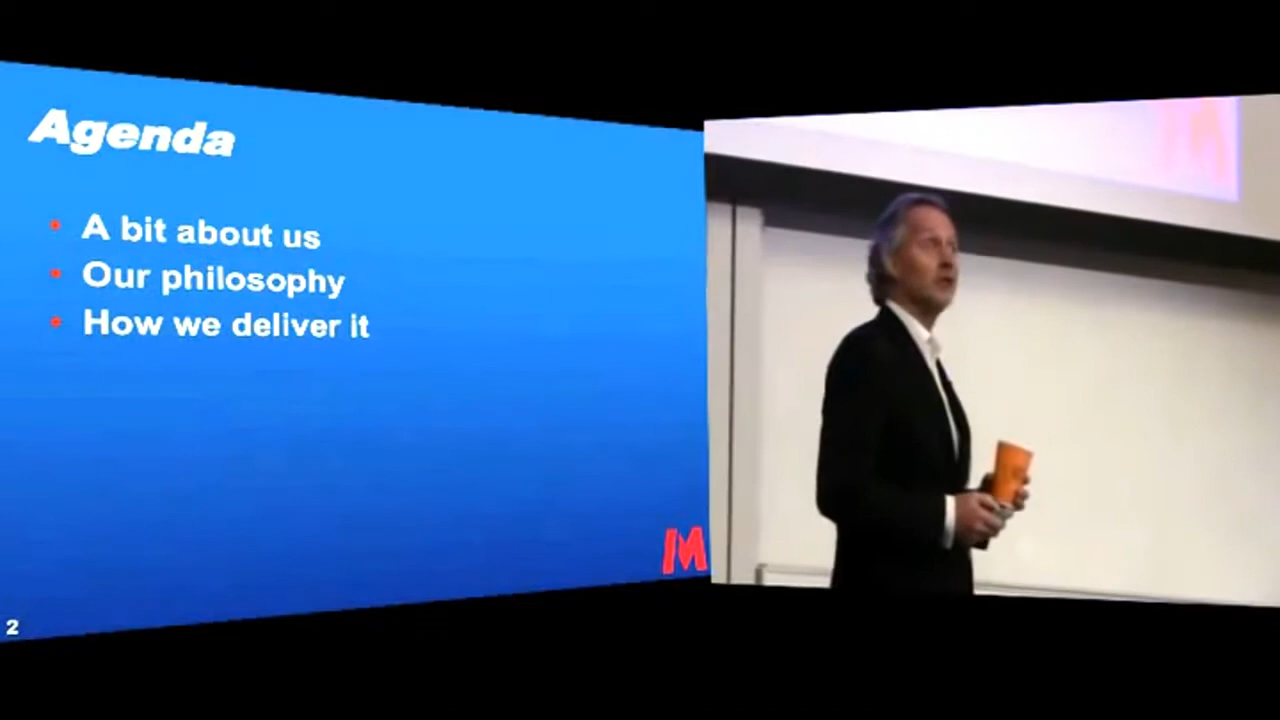 Agenda
• A bit about us
• Our philosophy
• How we deliver it
M
2